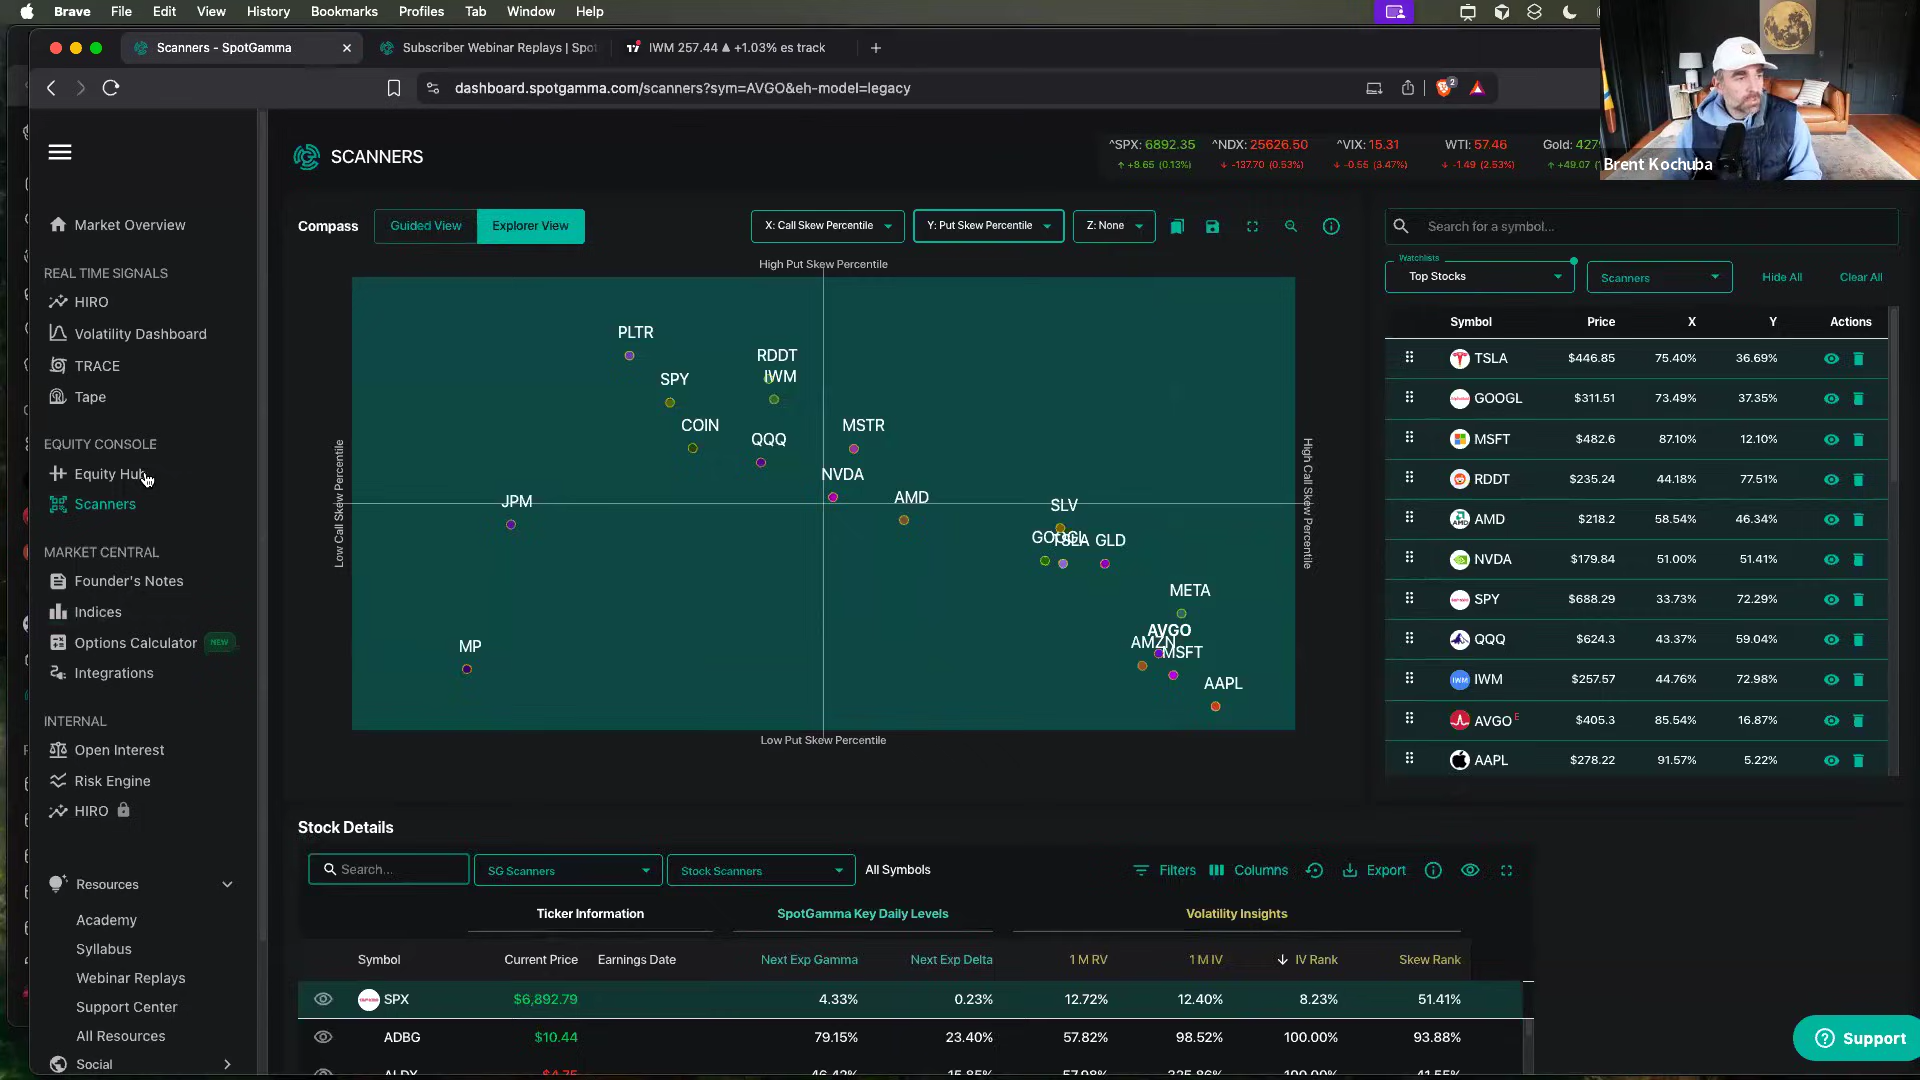 Brave File Edit View History Bookmarks Profiles Tab Window Help
Scanners - SpotGamma
Subscriber Webinar Replays | Spot
IWM 257.44 ▲ +1.03% es track
dashboard.spotgamma.com/scanners?sym=AVGO&eh-model=legacy
2
Brent Kochuba
SCANNERS
^SPX: 6892.35
+8.65 (0.13%)
^NDX: 25626.50
-137.70 (0.53%)
^VIX: 15.31
-0.55 (3.47%)
WTI: 57.46
-1.49 (2.53%)
Gold: 427
+49.07
Market Overview
REAL TIME SIGNALS
HIRO
Volatility Dashboard
TRACE
Tape
EQUITY CONSOLE
Equity Hub
Scanners
MARKET CENTRAL
Founder's Notes
Indices
Options Calculator NEW
Integrations
INTERNAL
Open Interest
Risk Engine
HIRO
Resources
Academy
Syllabus
Webinar Replays
Support Center
All Resources
Social
Compass
Guided View
Explorer View
X: Call Skew Percentile
Y: Put Skew Percentile
Z: None
High Put Skew Percentile
Low Call Skew Percentile
High Call Skew Percentile
PLTR
RDDT
IWM
SPY
COIN
QQQ
MSTR
NVDA
JPM
AMD
SLV
GOOGL
TSLA
GLD
META
AVGO
AMZN
MSFT
MP
AAPL
Low Put Skew Percentile
Search for a symbol...
Watchlists
Top Stocks
Scanners
Hide All
Clear All
Symbol Price X Y Actions
TSLA $446.85 75.40% 36.69%
GOOGL $311.51 73.49% 37.35%
MSFT $482.6 87.10% 12.10%
RDDT $235.24 44.18% 77.51%
AMD $218.2 58.54% 46.34%
NVDA $179.84 51.00% 51.41%
SPY $688.29 33.73% 72.29%
QQQ $624.3 43.37% 59.04%
IWM $257.57 44.76% 72.98%
AVGO E $405.3 85.54% 16.87%
AAPL $278.22 91.57% 5.22%
Stock Details
Search...
SG Scanners
Stock Scanners
All Symbols
Filters
Columns
Export
Ticker Information
SpotGamma Key Daily Levels
Volatility Insights
Symbol Current Price Earnings Date Next Exp Gamma Next Exp Delta 1 M RV 1 M IV IV Rank Skew Rank
SPX $6,892.79 4.33% 0.23% 12.72% 12.40% 8.23% 51.41%
ADBG $10.44 79.15% 23.40% 57.82% 98.52% 100.00% 93.88%
Support